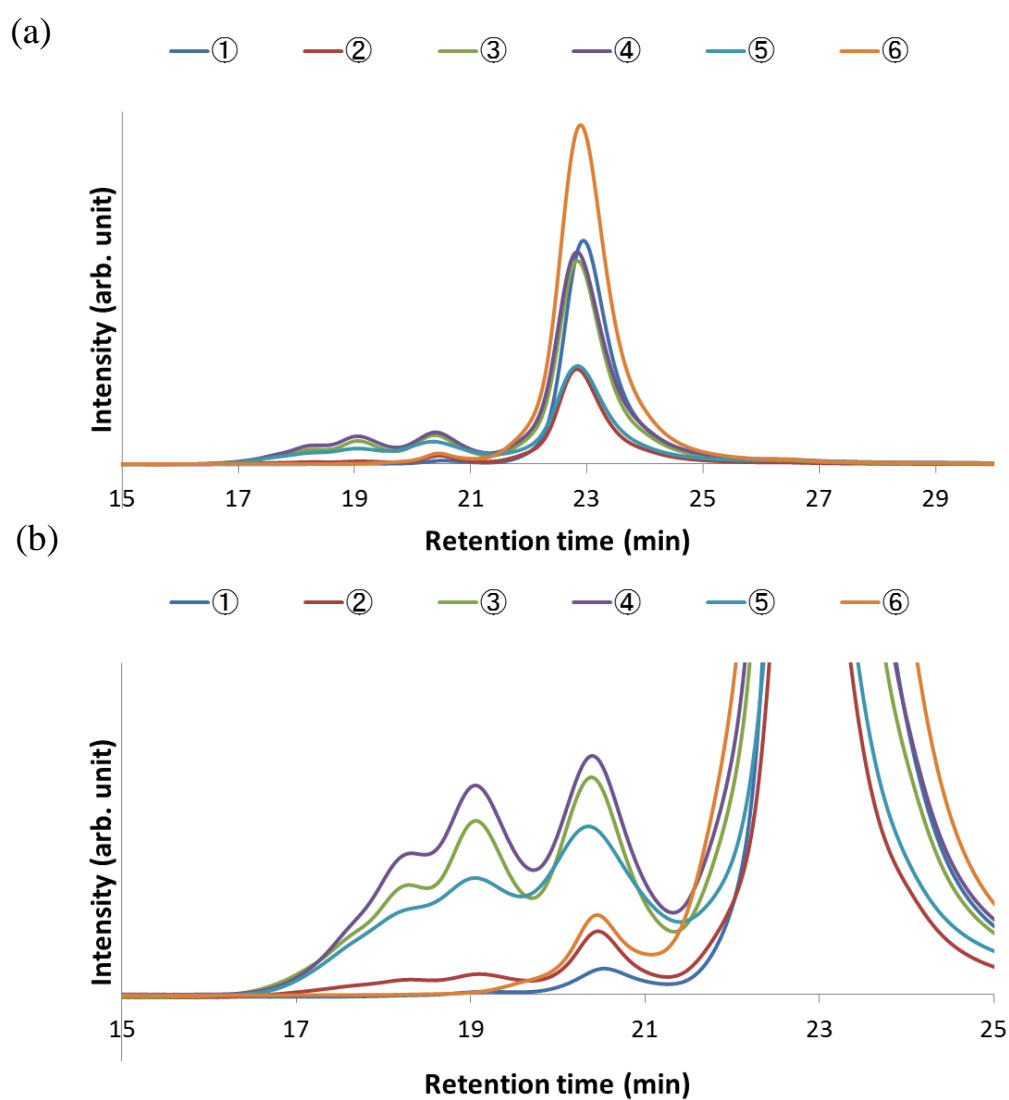 (a)
① ② ③ ④ ⑤ ⑥
Intensity (arb. unit)
15 17 19 21 23 25 27 29
Retention time (min)
(b)
① ② ③ ④ ⑤ ⑥
Intensity (arb. unit)
15 17 19 21 23 25
Retention time (min)